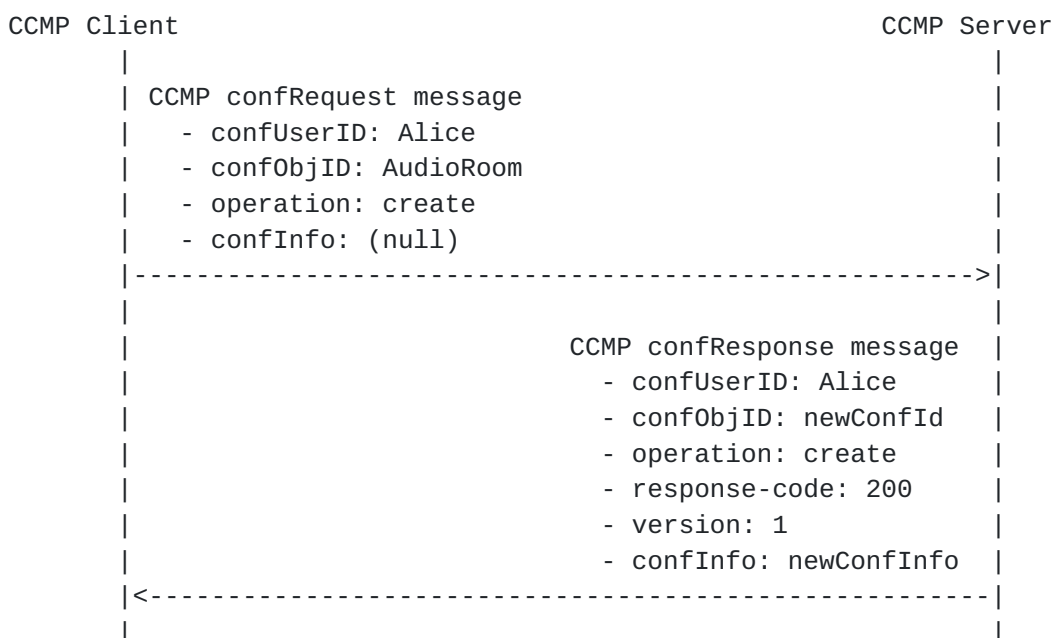 CCMP Client CCMP Server
CCMP confRequest message
- confUserID: Alice
- confObjID: AudioRoom
- operation: create
- confInfo: (null)
CCMP confResponse message
- confUserID: Alice
- confObjID: newConfId
- operation: create
- response-code: 200
- version: 1
- confInfo: newConfInfo